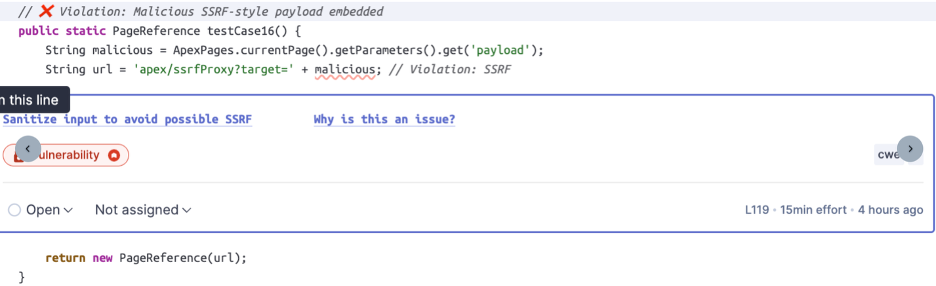 // ❌ Violation: Malicious SSRF-style payload embedded
public static PageReference testCase16() {
String malicious = ApexPages.currentPage().getParameters().get('payload');
String url = 'apex/ssrfProxy?target=' + malicious; // Violation: SSRF
this line
Sanitize input to avoid possible SSRF Why is this an issue?
ulnerability cwe
Open Not assigned L119 • 15min effort • 4 hours ago
return new PageReference(url);
}